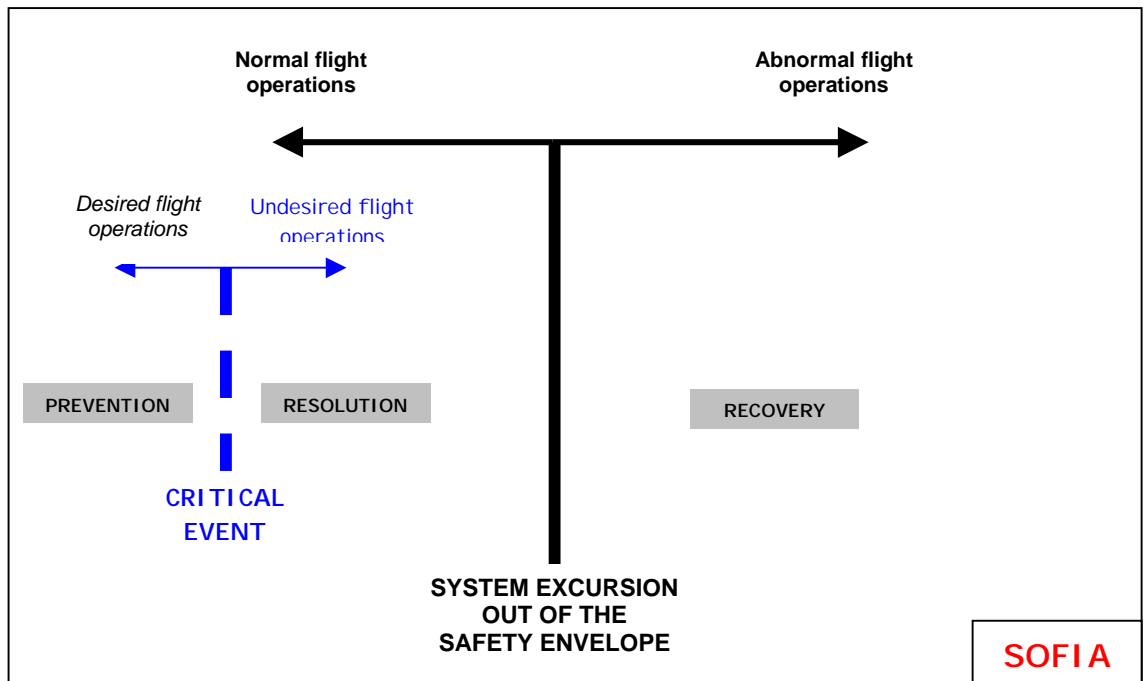 Normal flight
operations
Abnormal flight
operations
Desired flight
operations
Undesired flight
operations
PREVENTION
RESOLUTION
RECOVERY
CRITICAL
EVENT
SYSTEM EXCURSION
OUT OF THE
SAFETY ENVELOPE
SOFIA